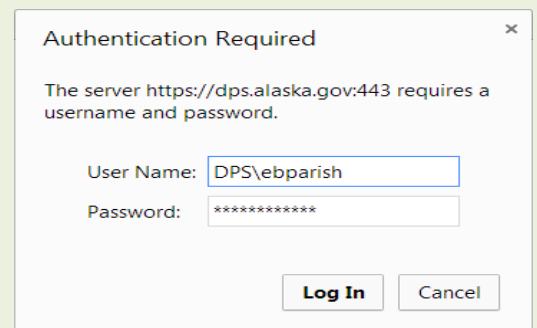 Authentication Required
×
The server https://dps.alaska.gov:443 requires a
username and password.
User Name: DPS\ebparish
Password: ************
Log In Cancel